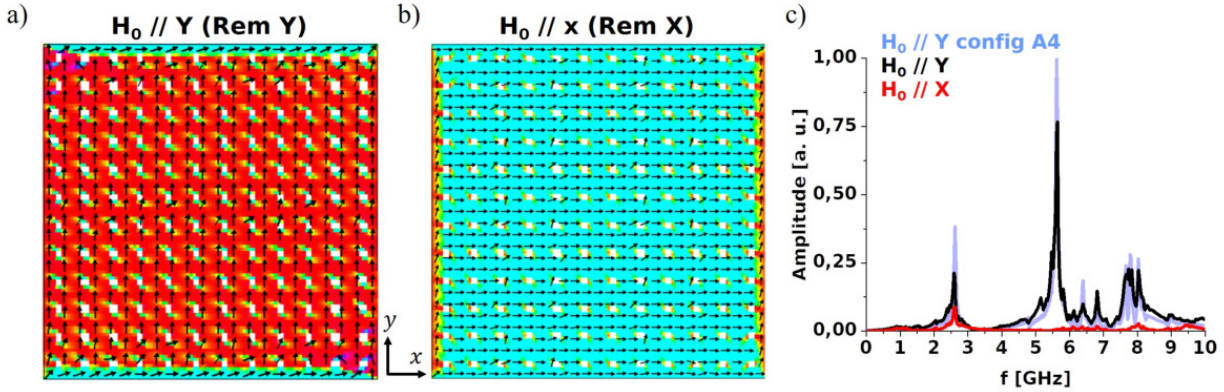 a)
H₀ // Y (Rem Y)
b)
H₀ // x (Rem X)
c)
y
x
H₀ // Y config A4
H₀ // Y
H₀ // X
1,00
0,75
0,50
0,25
0,00
Amplitude [a. u.]
0 1 2 3 4 5 6 7 8 9 10
f [GHz]